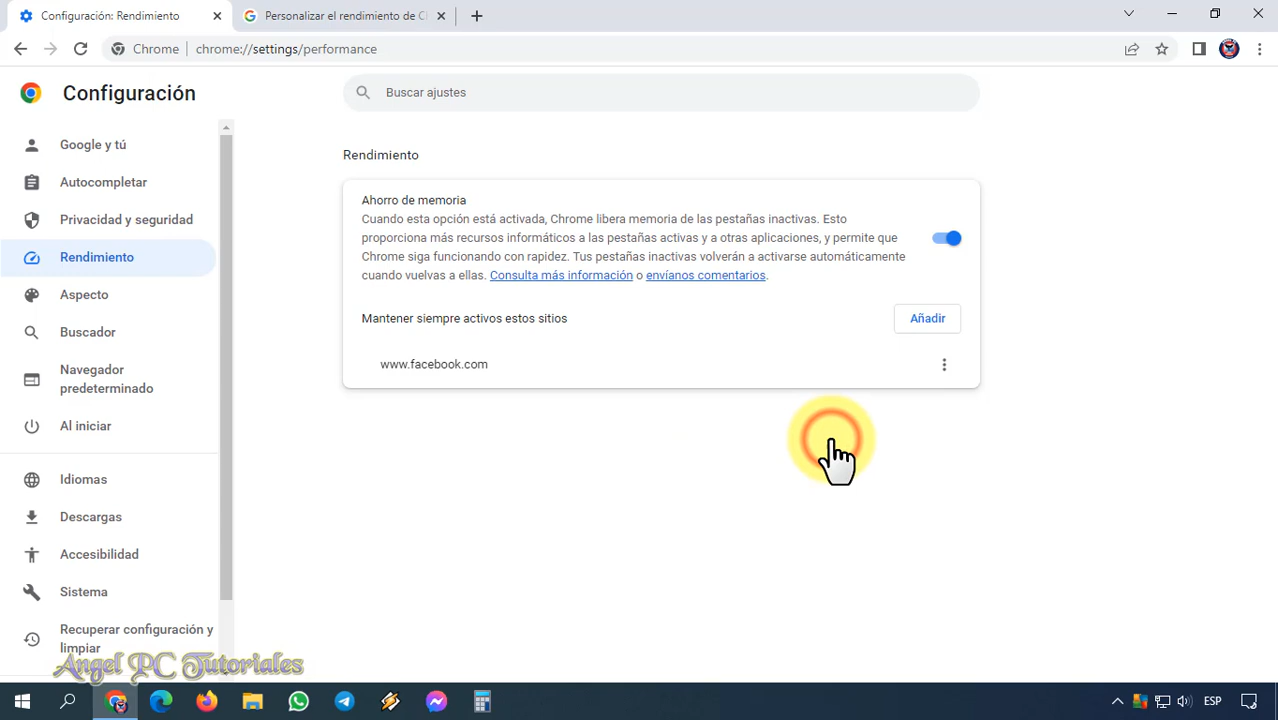 Configuración: Rendimiento
Personalizar el rendimiento de C
Chrome
chrome://settings/performance
Configuración
Buscar ajustes
Google y tú
Autocompletar
Privacidad y seguridad
Rendimiento
Aspecto
Buscador
Navegador
predeterminado
Al iniciar
Idiomas
Descargas
Accesibilidad
Sistema
Recuperar configuración y
limpiar
Rendimiento
Ahorro de memoria
Cuando esta opción está activada, Chrome libera memoria de las pestañas inactivas. Esto
proporciona más recursos informáticos a las pestañas activas y a otras aplicaciones, y permite que
Chrome siga funcionando con rapidez. Tus pestañas inactivas volverán a activarse automáticamente
cuando vuelvas a ellas. Consulta más información o envíanos comentarios.
Mantener siempre activos estos sitios
Añadir
www.facebook.com
Angel PC Tutoriales
ESP